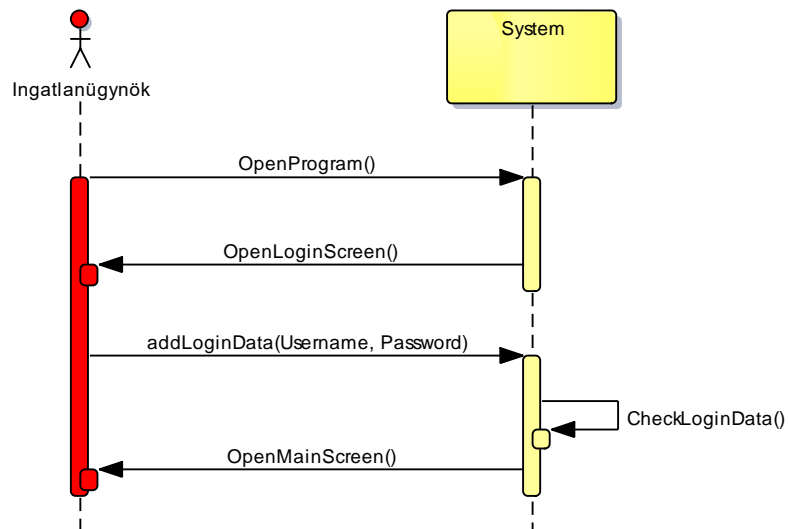 System
Ingatlanügynök
OpenProgram()
OpenLoginScreen()
addLoginData(Username, Password)
CheckLoginData()
OpenMainScreen()